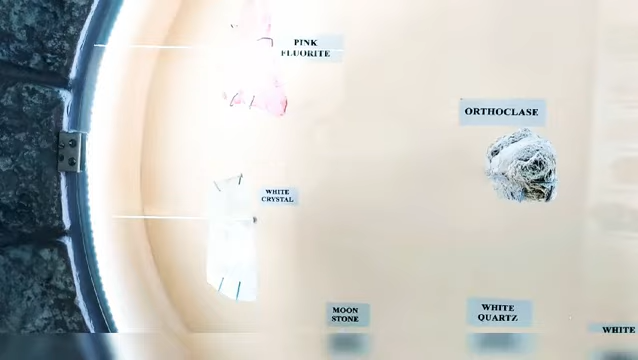 PINK
FLUORITE
ORTHOCLASE
WHITE
CRYSTAL
MOON
STONE
WHITE
QUARTZ
WHITE